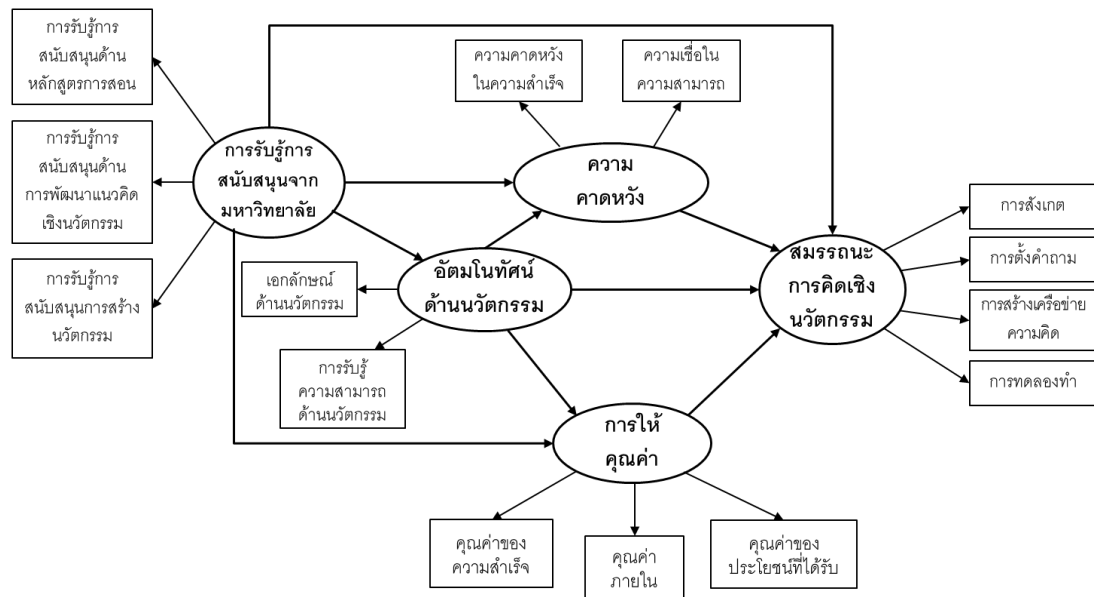 การรับรู้การ
สนับสนุนด้าน
หลักสูตรการสอน
ความคาดหวัง
ในความสำเร็จ
ความเชื่อใน
ความสามารถ
การรับรู้การ
สนับสนุนด้าน
การพัฒนาแนวคิด
เชิงนวัตกรรม
การรับรู้การ
สนับสนุนจาก
มหาวิทยาลัย
ความ
คาดหวัง
การสังเกต
การตั้งคำถาม
การสร้างเครือข่าย
ความคิด
การทดลองทำ
สมรรถนะ
การคิดเชิง
นวัตกรรม
อัตมโนทัศน์
ด้านนวัตกรรม
เอกลักษณ์
ด้านนวัตกรรม
การรับรู้การ
สนับสนุนการสร้าง
นวัตกรรม
การรับรู้
ความสามารถ
ด้านนวัตกรรม
การให้
คุณค่า
คุณค่าของ
ความสำเร็จ
คุณค่า
ภายใน
คุณค่าของ
ประโยชน์ที่ได้รับ